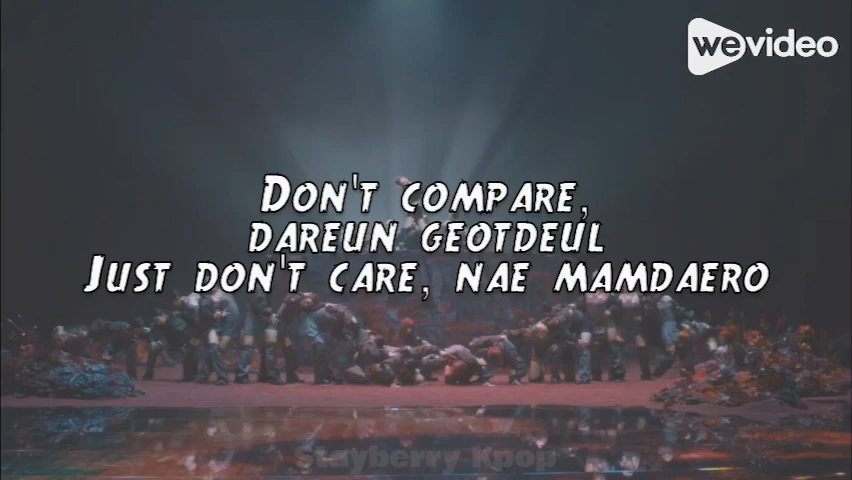 wevideo
Don't compare,
dareun geotdeul
Just don't care, nae mamdaero
Stayberry Kpop